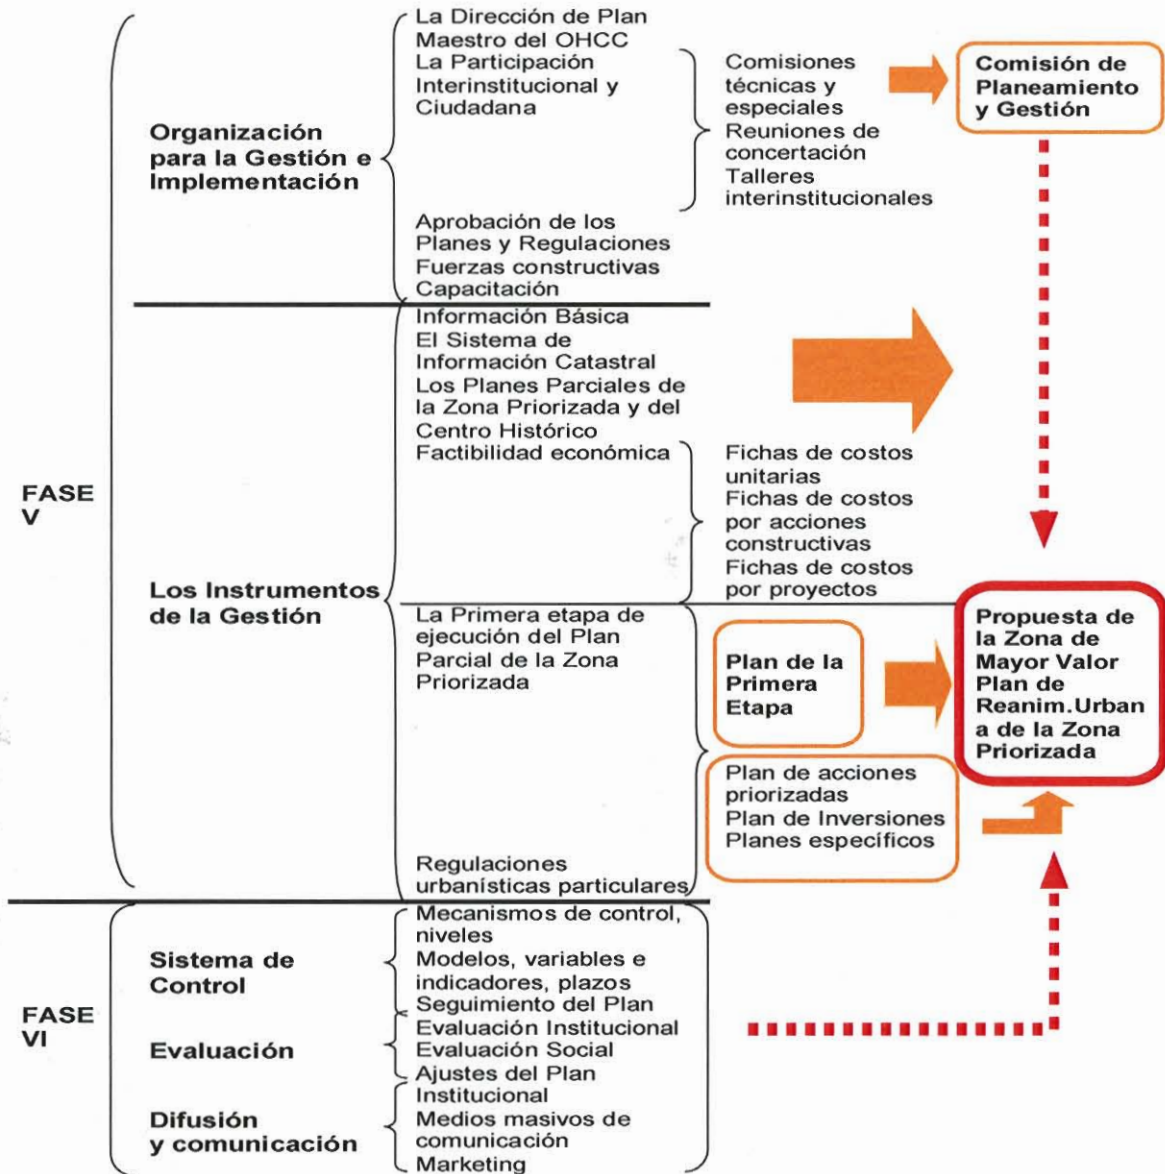 FASE
V
Organización
para la Gestión e
Implementación
La Dirección de Plan
Maestro del OHCC
La Participación
Interinstitucional y
Ciudadana
Comisiones
técnicas y
especiales
Reuniones de
concertación
Talleres
interinstitucionales
Comisión de
Planeamiento
y Gestión
Aprobación de los
Planes y Regulaciones
Fuerzas constructivas
Capacitación
Los Instrumentos
de la Gestión
Información Básica
El Sistema de
Información Catastral
Los Planes Parciales de
la Zona Priorizada y del
Centro Histórico
Factibilidad económica
Fichas de costos
unitarias
Fichas de costos
por acciones
constructivas
Fichas de costos
por proyectos
La Primera etapa de
ejecución del Plan
Parcial de la Zona
Priorizada
Plan de la
Primera
Etapa
Propuesta de
la Zona de
Mayor Valor
Plan de
Reanim.Urban
a de la Zona
Priorizada
Plan de acciones
priorizadas
Plan de Inversiones
Planes específicos
Regulaciones
urbanísticas particulares
FASE
VI
Sistema de
Control
Mecanismos de control,
niveles
Modelos, variables e
indicadores, plazos
Seguimiento del Plan
Evaluación
Evaluación Institucional
Evaluación Social
Ajustes del Plan
Difusión
y comunicación
Institucional
Medios masivos de
comunicación
Marketing